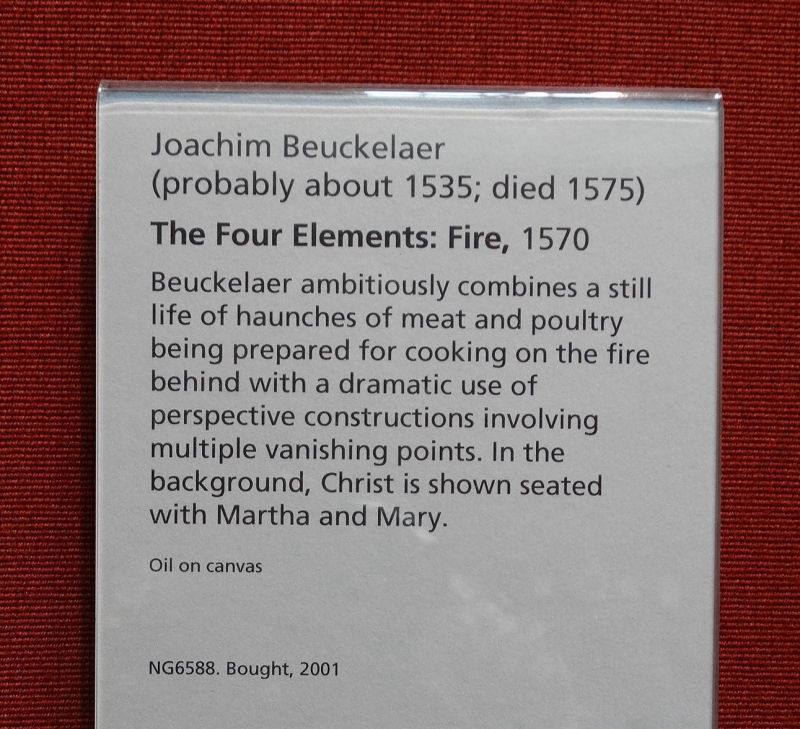 Joachim Beuckelaer
(probably about 1535; died 1575)
The Four Elements: Fire, 1570
Beuckelaer ambitiously combines a still
life of haunches of meat and poultry
being prepared for cooking on the fire
behind with a dramatic use of
perspective constructions involving
multiple vanishing points. In the
background, Christ is shown seated
with Martha and Mary.
Oil on canvas
NG6588. Bought, 2001